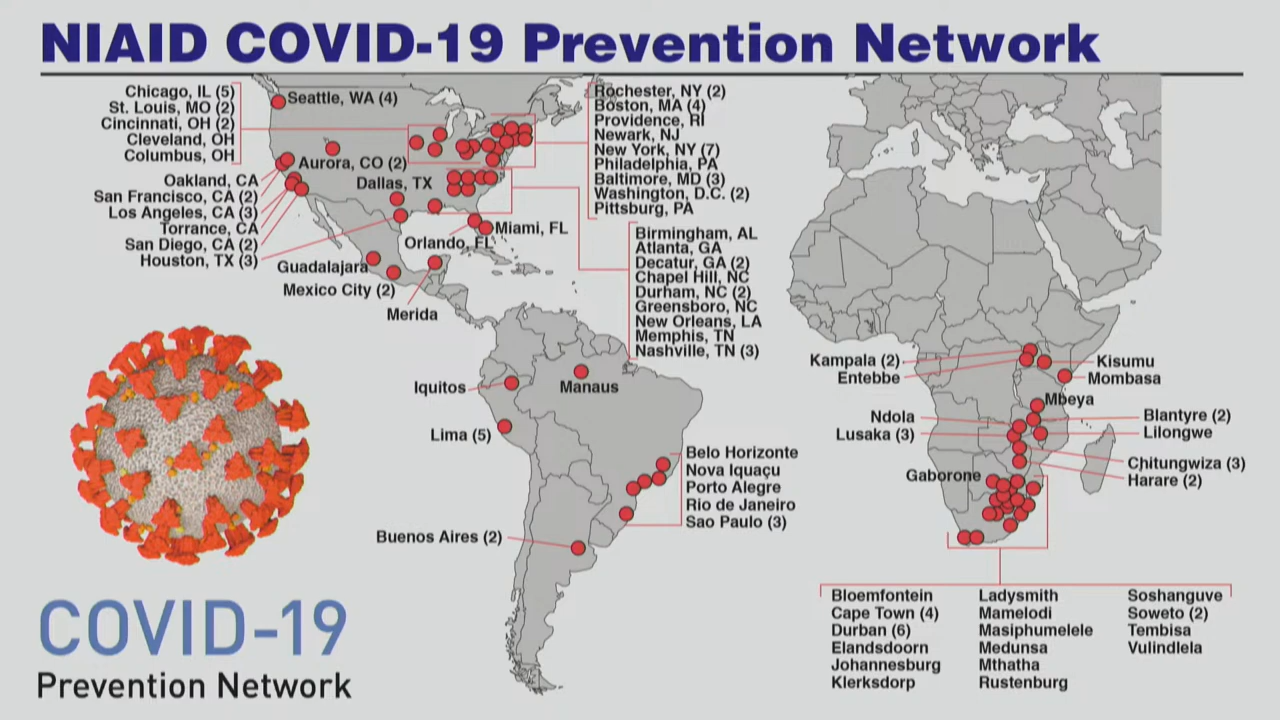 NIAID COVID-19 Prevention Network
Chicago, IL (5)
St. Louis, MO (2)
Cincinnati, OH (2)
Cleveland, OH
Columbus, OH
Seattle, WA (4)
Aurora, CO (2)
Dallas, TX
Oakland, CA
San Francisco, CA (2)
Los Angeles, CA (3)
Torrance, CA
San Diego, CA (2)
Houston, TX (3)
Rochester, NY (2)
Boston, MA (4)
Providence, RI
Newark, NJ
New York, NY (7)
Philadelphia, PA
Baltimore, MD (3)
Washington, D.C. (2)
Pittsburg, PA
Miami, FL
Orlando, FL
Birmingham, AL
Atlanta, GA
Decatur, GA (2)
Chapel Hill, NC
Durham, NC (2)
Greensboro, NC
New Orleans, LA
Memphis, TN
Nashville, TN (3)
Guadalajara
Mexico City (2)
Merida
Iquitos
Manaus
Lima (5)
Belo Horizonte
Nova Iquaçu
Porto Alegre
Rio de Janeiro
Sao Paulo (3)
Buenos Aires (2)
Kampala (2)
Entebbe
Kisumu
Mombasa
Mbeya
Ndola
Lusaka (3)
Blantyre (2)
Lilongwe
Gaborone
Chitungwiza (3)
Harare (2)
Bloemfontein
Cape Town (4)
Durban (6)
Elandsdoorn
Johannesburg
Klerksdorp
Ladysmith
Mamelodi
Masiphumelele
Medunsa
Mthatha
Rustenburg
Soshanguve
Soweto (2)
Tembisa
Vulindlela
COVID-19
Prevention Network